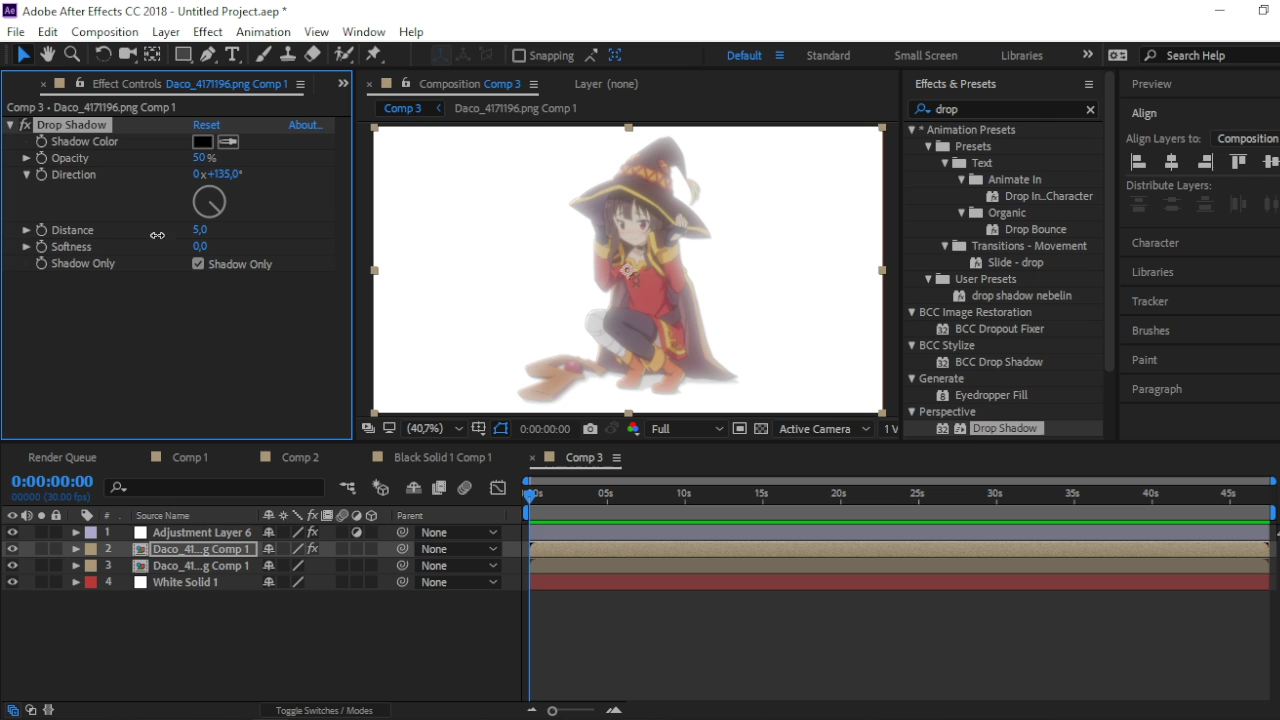 Ae Adobe After Effects CC 2018 - Untitled Project.aep *
File Edit Composition Layer Effect Animation View Window Help
Snapping Default Standard Small Screen Libraries Search Help
Effect Controls Daco_4171196.png Comp 1
Comp 3 • Daco_4171196.png Comp 1
fx Drop Shadow Reset About...
Shadow Color
Opacity 50 %
Direction 0 x +135,0°
Distance 5,0
Softness 0,0
Shadow Only Shadow Only
Composition Comp 3 Layer (none)
Comp 3 Daco_4171196.png Comp 1
(40,7%) 0:00:00:00 Full Active Camera 1 V
Effects & Presets
drop
* Animation Presets
Presets
Text
Animate In
Drop In...Character
Organic
Drop Bounce
Transitions - Movement
Slide - drop
User Presets
drop shadow nebelin
BCC Image Restoration
32 BCC Dropout Fixer
BCC Stylize
32 BCC Drop Shadow
Generate
8 Eyedropper Fill
Perspective
32 Drop Shadow
Preview
Align
Align Layers to: Composition
Distribute Layers:
Character
Libraries
Tracker
Brushes
Paint
Paragraph
Render Queue Comp 1 Comp 2 Black Solid 1 Comp 1 Comp 3
0:00:00:00
00000 (30.00 fps)
# . Source Name fx Parent
1 Adjustment Layer 6 fx None
2 Daco_41...g Comp 1 fx None
3 Daco_41...g Comp 1 None
4 White Solid 1 None
05s 10s 15s 20s 25s 30s 35s 40s 45s
Toggle Switches / Modes